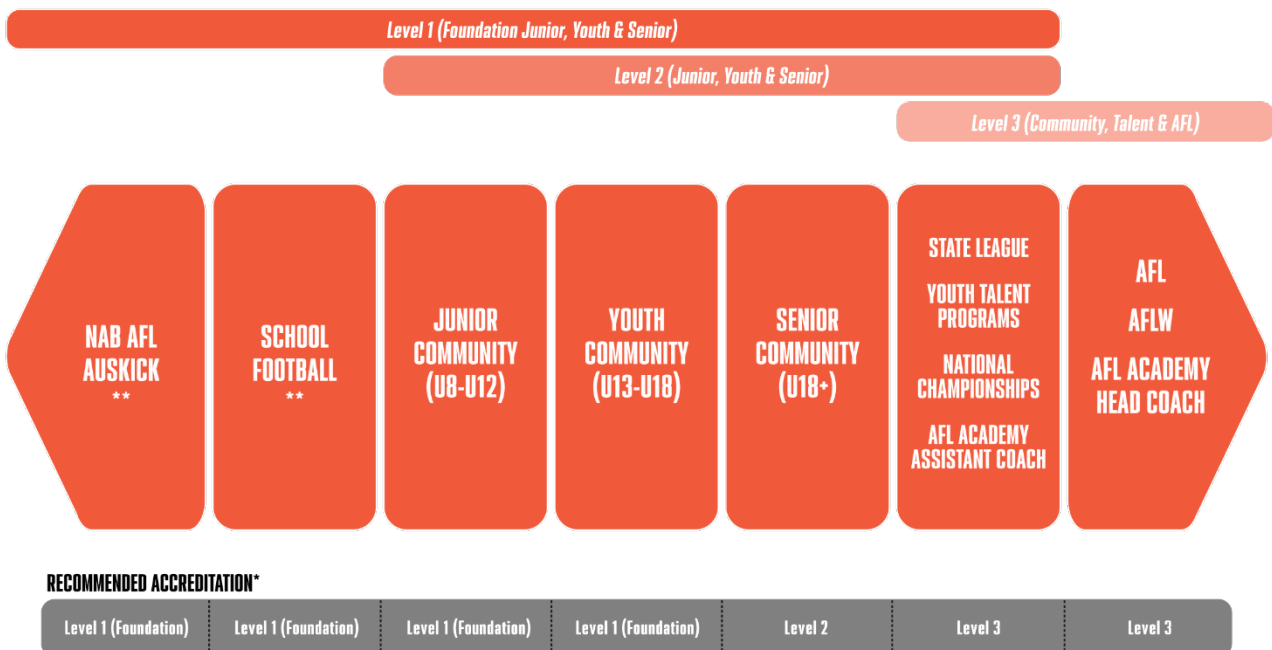 Level 1 (Foundation Junior, Youth & Senior)
Level 2 (Junior, Youth & Senior)
Level 3 (Community, Talent & AFL)
NAB AFL
AUSKICK
**
SCHOOL
FOOTBALL
**
JUNIOR
COMMUNITY
(U8-U12)
YOUTH
COMMUNITY
(U13-U18)
SENIOR
COMMUNITY
(U18+)
STATE LEAGUE
YOUTH TALENT
PROGRAMS
NATIONAL
CHAMPIONSHIPS
AFL ACADEMY
ASSISTANT COACH
AFL
AFLW
AFL ACADEMY
HEAD COACH
RECOMMENDED ACCREDITATION*
Level 1 (Foundation)
Level 1 (Foundation)
Level 1 (Foundation)
Level 1 (Foundation)
Level 2
Level 3
Level 3